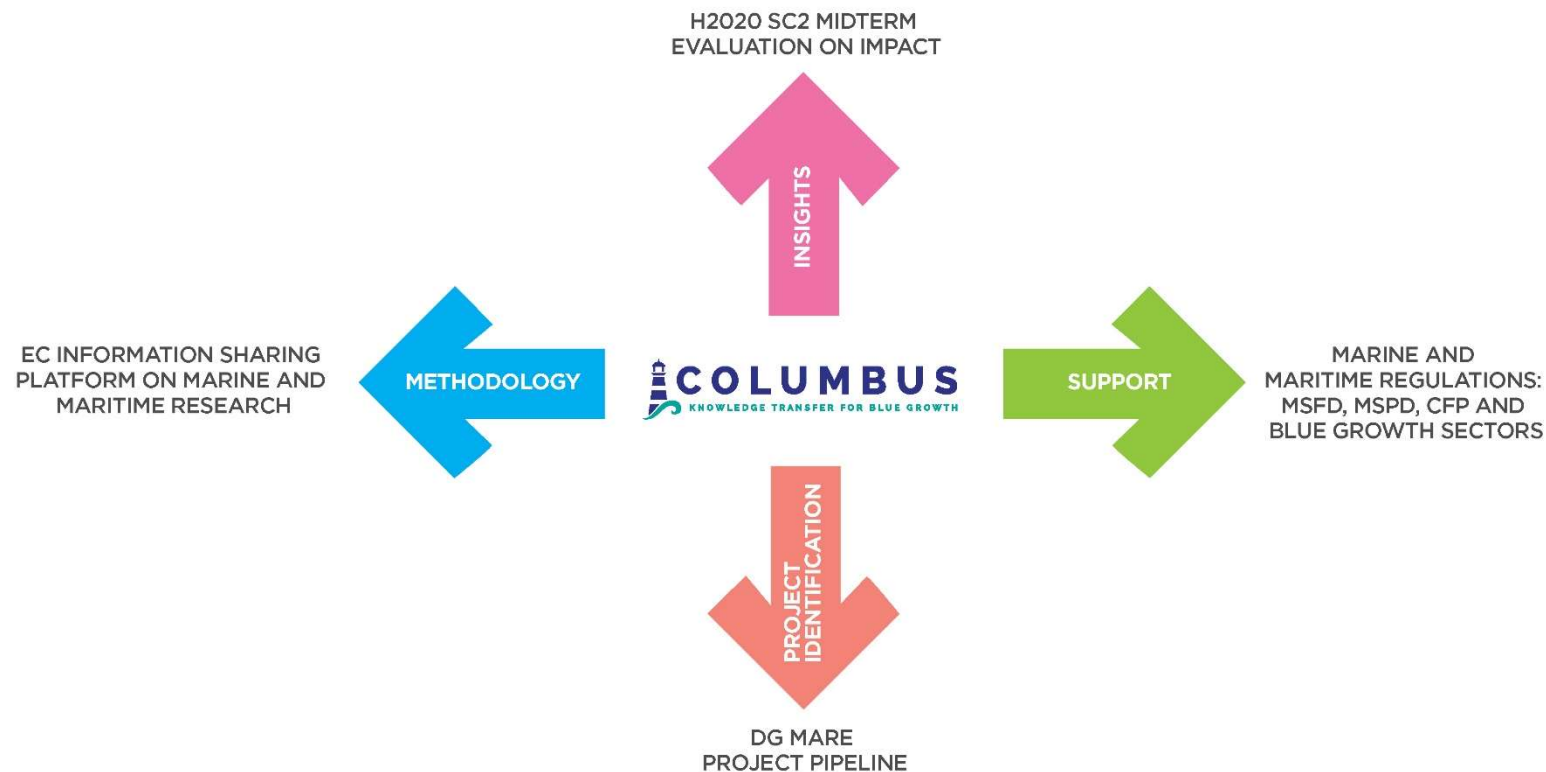 H2020 SC2 MIDTERM
EVALUATION ON IMPACT
INSIGHTS
EC INFORMATION SHARING
PLATFORM ON MARINE AND
MARITIME RESEARCH
METHODOLOGY
COLUMBUS
KNOWLEDGE TRANSFER FOR BLUE GROWTH
SUPPORT
MARINE AND
MARITIME REGULATIONS:
MSFD, MSPD, CFP AND
BLUE GROWTH SECTORS
PROJECT
IDENTIFICATION
DG MARE
PROJECT PIPELINE